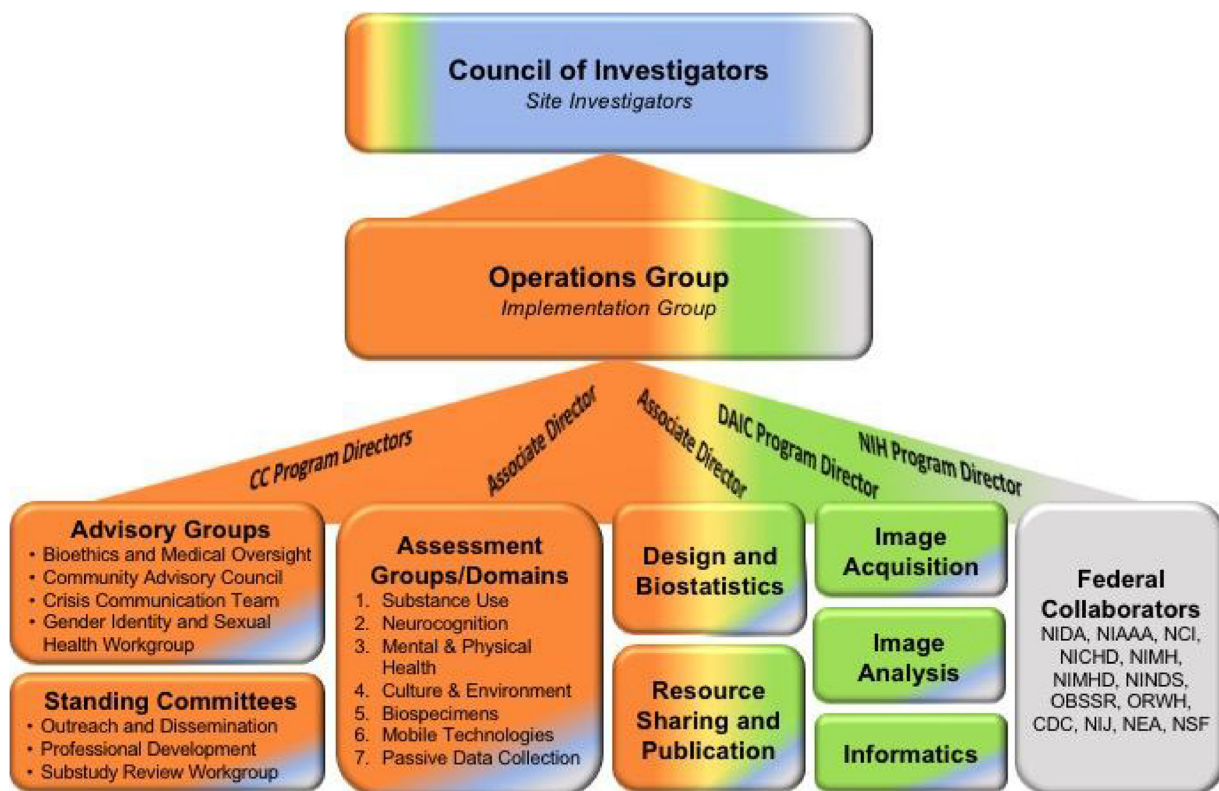 Council of Investigators
Site Investigators
Operations Group
Implementation Group
CC Program Directors
Associate Director
Associate Director
DAIC Program Director
NIH Program Director
Advisory Groups
• Bioethics and Medical Oversight
• Community Advisory Council
• Crisis Communication Team
• Gender Identity and Sexual
Health Workgroup
Standing Committees
• Outreach and Dissemination
• Professional Development
• Substudy Review Workgroup
Assessment
Groups/Domains
1. Substance Use
2. Neurocognition
3. Mental & Physical
Health
4. Culture & Environment
5. Biospecimens
6. Mobile Technologies
7. Passive Data Collection
Design and
Biostatistics
Resource
Sharing and
Publication
Image
Acquisition
Image
Analysis
Informatics
Federal
Collaborators
NIDA, NIAAA, NCI,
NICHD, NIMH,
NIMHD, NINDS,
OBSSR, ORWH,
CDC, NIJ, NEA, NSF